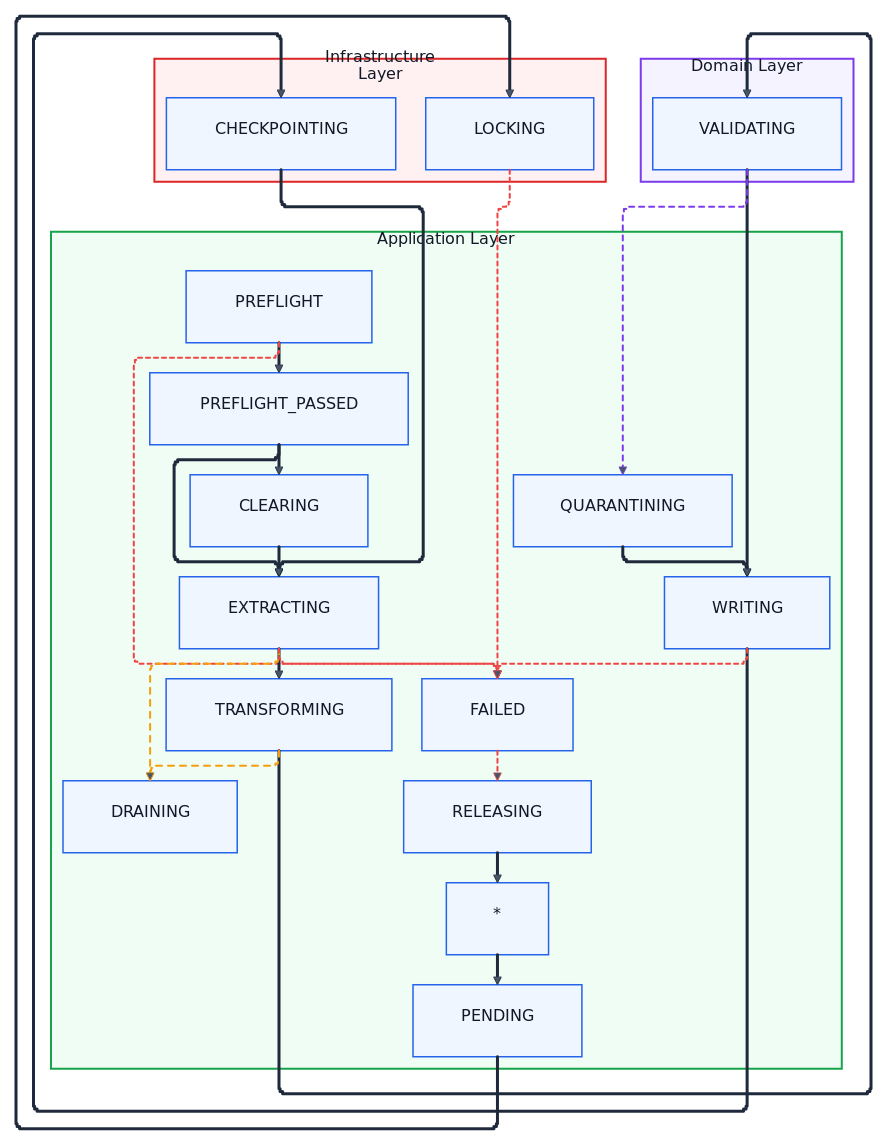 Infrastructure
Layer
Domain Layer
CHECKPOINTING
LOCKING
VALIDATING
Application Layer
PREFLIGHT
PREFLIGHT_PASSED
CLEARING
QUARANTINING
EXTRACTING
WRITING
TRANSFORMING
FAILED
DRAINING
RELEASING
*
PENDING